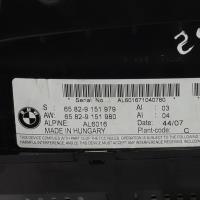 Serial-No.: AL601671040780
S : 65 82-9 151 979 AI : 03
AW: 65 82-9 151 980 AI : 04
ALPINE: AL6016 Date : 44/07
MADE IN HUNGARY Plant-code: C